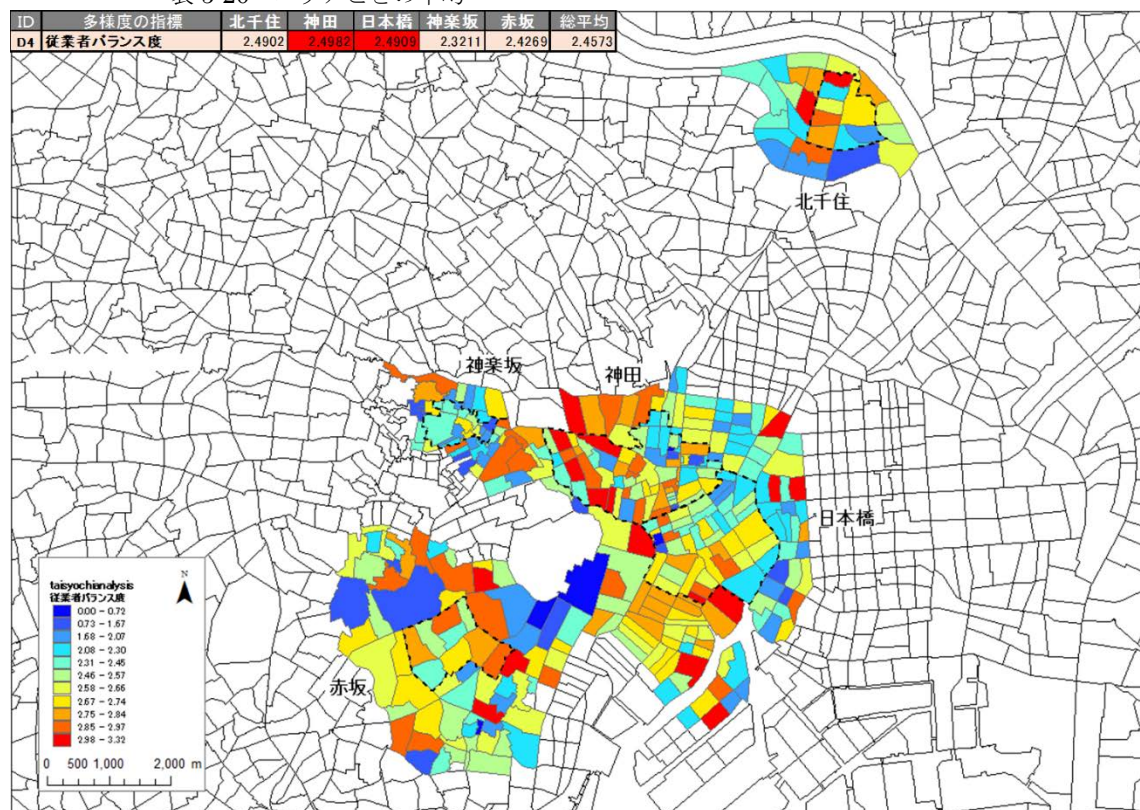 ID 多様度の指標 北千住 神田 日本橋 神楽坂 赤坂 総平均
D4 従業者バランス度 2.4902 2.4982 2.4909 2.3211 2.4269 2.4573
北千住
神楽坂
神田
日本橋
赤坂
N
taisyochianalysis
従業者バランス度
0.00 - 0.72
0.73 - 1.67
1.68 - 2.07
2.08 - 2.30
2.31 - 2.45
2.46 - 2.57
2.58 - 2.66
2.67 - 2.74
2.75 - 2.84
2.85 - 2.97
2.98 - 3.32
0 500 1,000 2,000 m